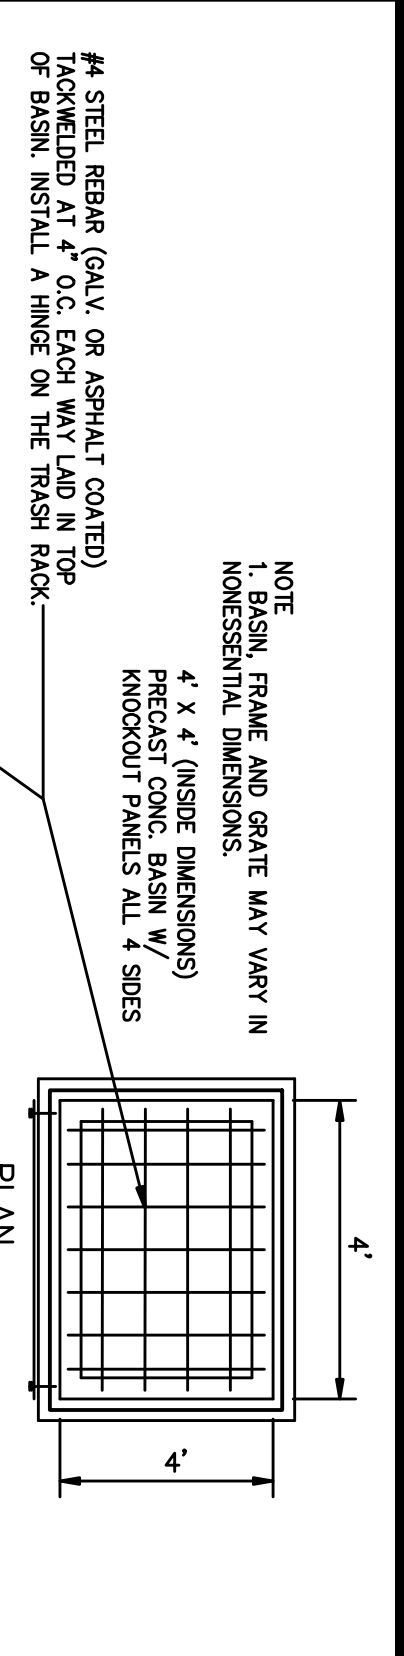 NOTE
1. BASIN, FRAME AND GRATE MAY VARY IN
NONESSENTIAL DIMENSIONS.
4' X 4' (INSIDE DIMENSIONS)
PRECAST CONC. BASIN W/
KNOCKOUT PANELS ALL 4 SIDES
#4 STEEL REBAR (GALV. OR ASPHALT COATED)
TACKWELDED AT 4" O.C. EACH WAY LAID IN TOP
OF BASIN. INSTALL A HINGE ON THE TRASH RACK.
4'
4'
PLAN